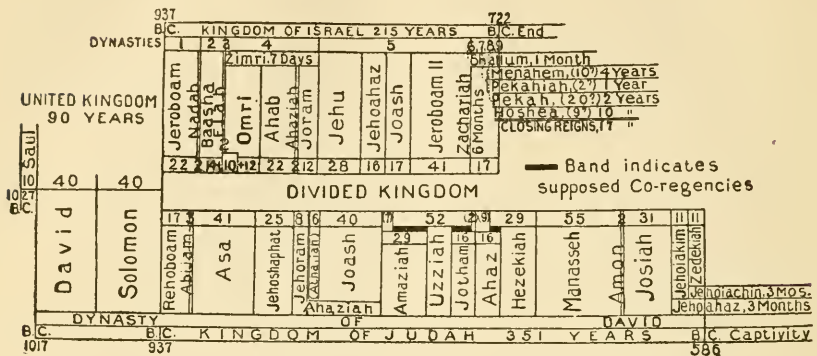 937 722
B.C. KINGDOM OF ISRAEL 215 YEARS B.C. End
DYNASTIES 1 2 3 4 5 6,7,8,9
Zimri, 7 Days
Shallum, 1 Month
Menahem, (10?) 4 Years
Pekahiah, (2?) 1 Year
Pekah, (20?) 2 Years
Hoshea, (9?) 10 "
CLOSING REIGNS, 17 "
Jeroboam
Nadab
Baasha
Elah
Omri
Ahab
Ahaziah
Joram
Jehu
Jehoahaz
Joash
Jeroboam II
Zachariah
6 Months
22 2 24 10+12 22 2 12 28 16 17 41 17
UNITED KINGDOM
90 YEARS
Saul
10 40 40
1027
B.C.
David
Solomon
DIVIDED KINGDOM
Band indicates
supposed Co-regencies
17 3 41 25 8 6 40 52 29 55 2 31 11 11
29 16 16
Rehoboam
Abijam
Asa
Jehoshaphat
Jehoram
(Athaliah)
Joash
Ahaziah
Amaziah
Uzziah
Jotham
Ahaz
Hezekiah
Manasseh
Amon
Josiah
Jehoiakim
Zedekiah
Jehoiachin, 3 Mos.
Jehoahaz, 3 Months
DYNASTY OF DAVID
B.C. B.C. KINGDOM OF JUDAH 351 YEARS B.C. Captivity
1017 937 586